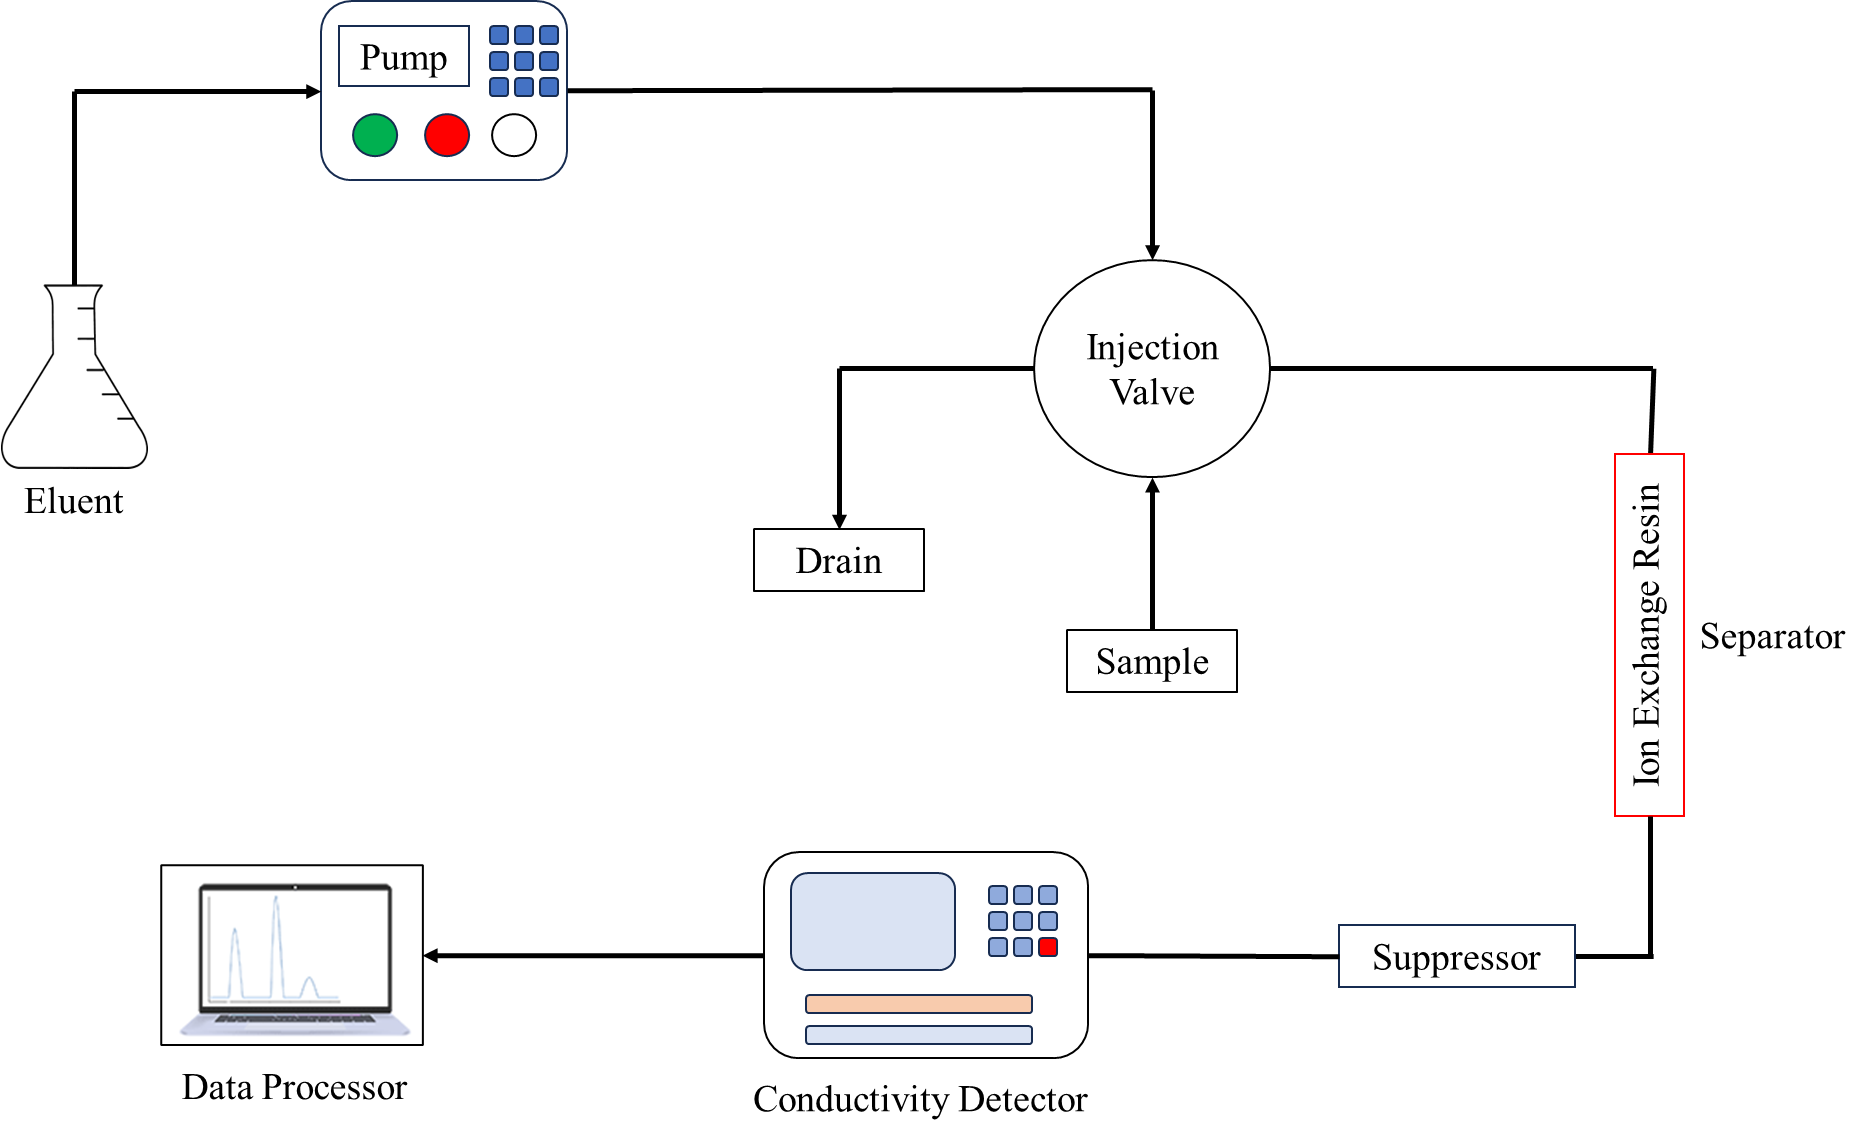 Pump
Injection
Valve
Eluent
Drain
Sample
Ion Exchange Resin
Separator
Suppressor
Data Processor
Conductivity Detector